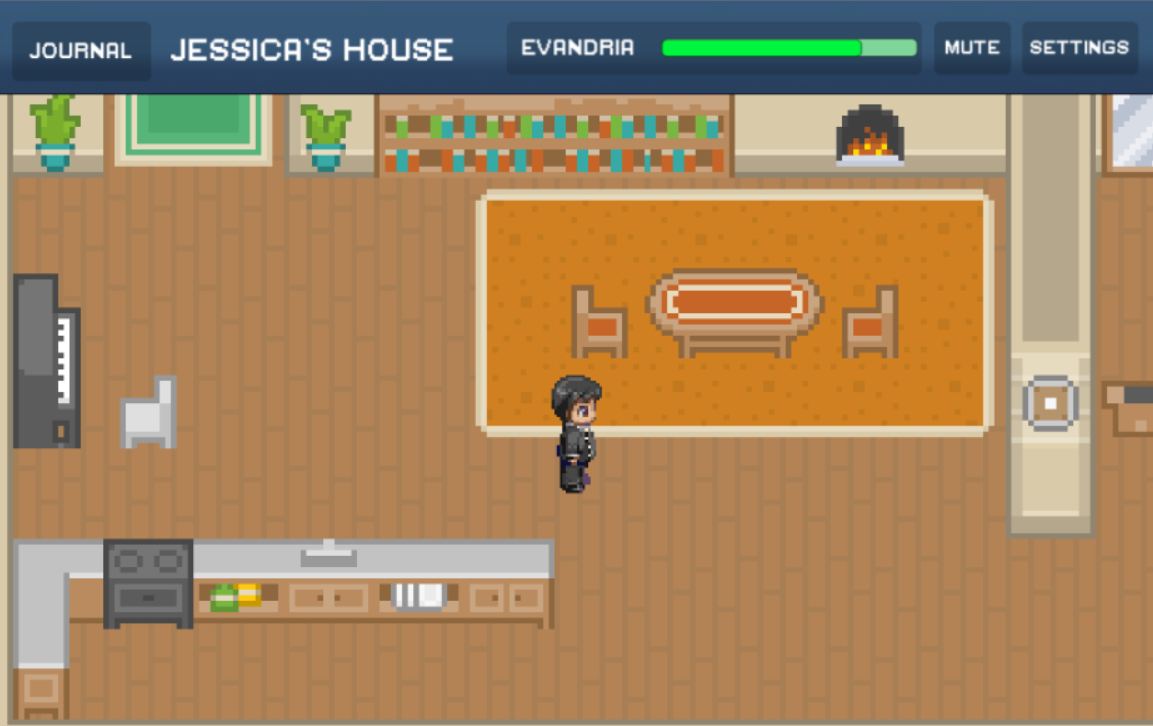 JOURNAL
JESSICA'S HOUSE
EVANDRIA
MUTE
SETTINGS